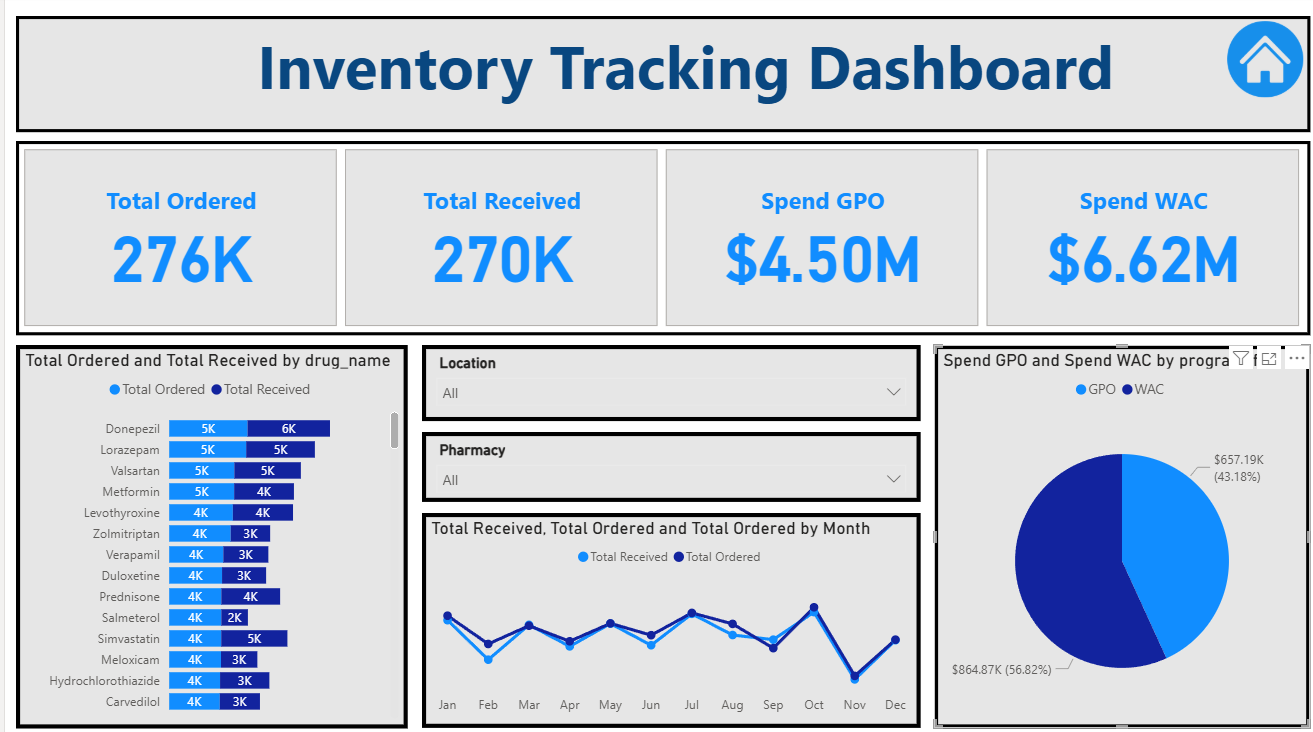 Inventory Tracking Dashboard
Total Ordered
276K
Total Received
270K
Spend GPO
$4.50M
Spend WAC
$6.62M
Total Ordered and Total Received by drug_name
Total Ordered Total Received
Donepezil 5K 6K
Lorazepam 5K 5K
Valsartan 5K 5K
Metformin 5K 4K
Levothyroxine 4K 4K
Zolmitriptan 4K 3K
Verapamil 4K 3K
Duloxetine 4K 3K
Prednisone 4K 4K
Salmeterol 4K 2K
Simvastatin 4K 5K
Meloxicam 4K 3K
Hydrochlorothiazide 4K 3K
Carvedilol 4K 3K
Location
All
Pharmacy
All
Total Received, Total Ordered and Total Ordered by Month
Total Received Total Ordered
Jan Feb Mar Apr May Jun Jul Aug Sep Oct Nov Dec
Spend GPO and Spend WAC by progra
GPO WAC
$657.19K
(43.18%)
$864.87K (56.82%)